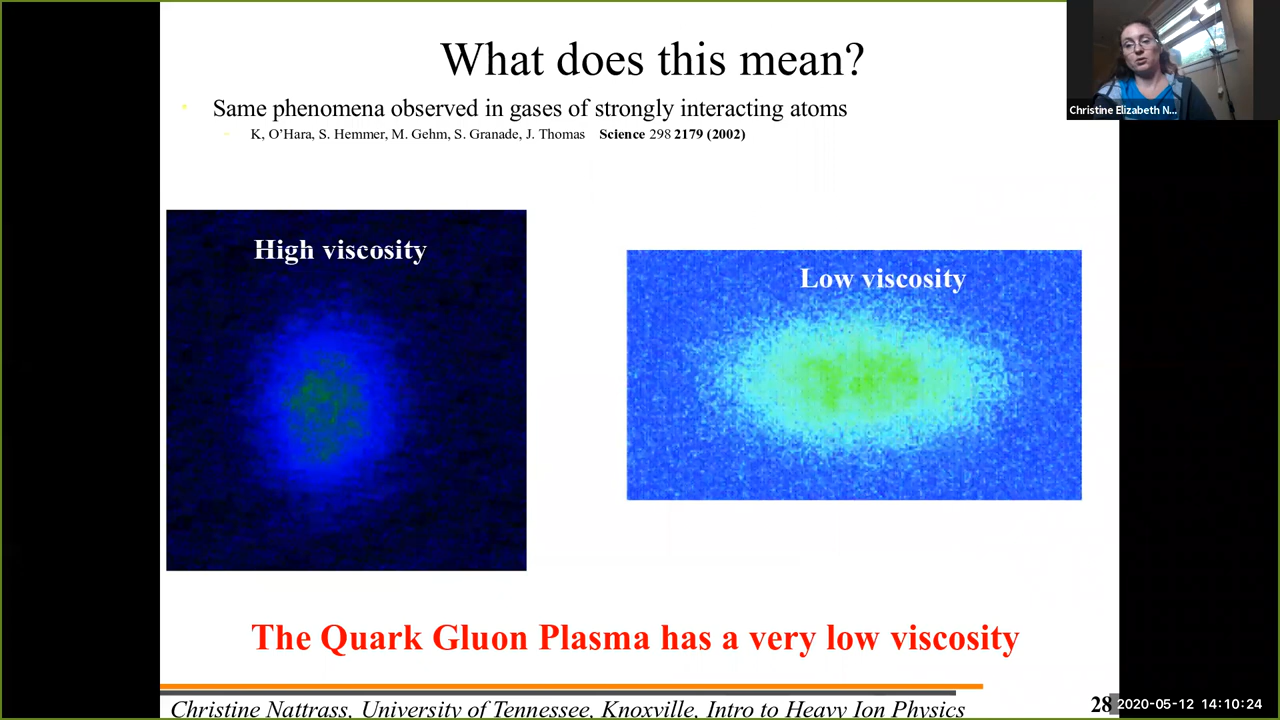 What does this mean?
Same phenomena observed in gases of strongly interacting atoms
K, O'Hara, S. Hemmer, M. Gehm, S. Granade, J. Thomas Science 298 2179 (2002)
Christine Elizabeth N...
High viscosity
Low viscosity
The Quark Gluon Plasma has a very low viscosity
Christine Nattrass, University of Tennessee, Knoxville, Intro to Heavy Ion Physics
28
2020-05-12 14:10:24